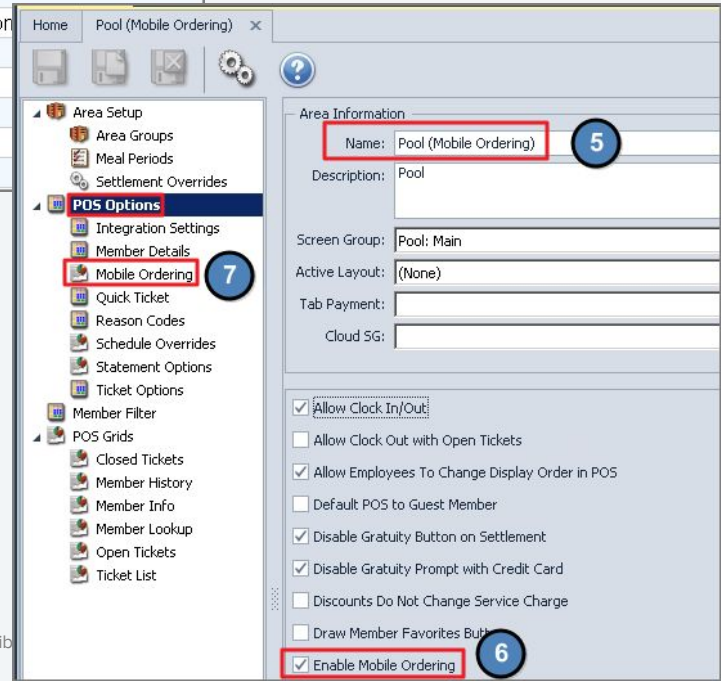 Home Pool (Mobile Ordering)
Area Setup
Area Groups
Meal Periods
Settlement Overrides
POS Options
Integration Settings
Member Details
Mobile Ordering
7
Quick Ticket
Reason Codes
Schedule Overrides
Statement Options
Ticket Options
Member Filter
POS Grids
Closed Tickets
Member History
Member Info
Member Lookup
Open Tickets
Ticket List
Area Information
Name: Pool (Mobile Ordering)
5
Description: Pool
Screen Group: Pool: Main
Active Layout: (None)
Tab Payment:
Cloud SG:
Allow Clock In/Out
Allow Clock Out with Open Tickets
Allow Employees To Change Display Order in POS
Default POS to Guest Member
Disable Gratuity Button on Settlement
Disable Gratuity Prompt with Credit Card
Discounts Do Not Change Service Charge
Draw Member Favorites
Enable Mobile Ordering
6